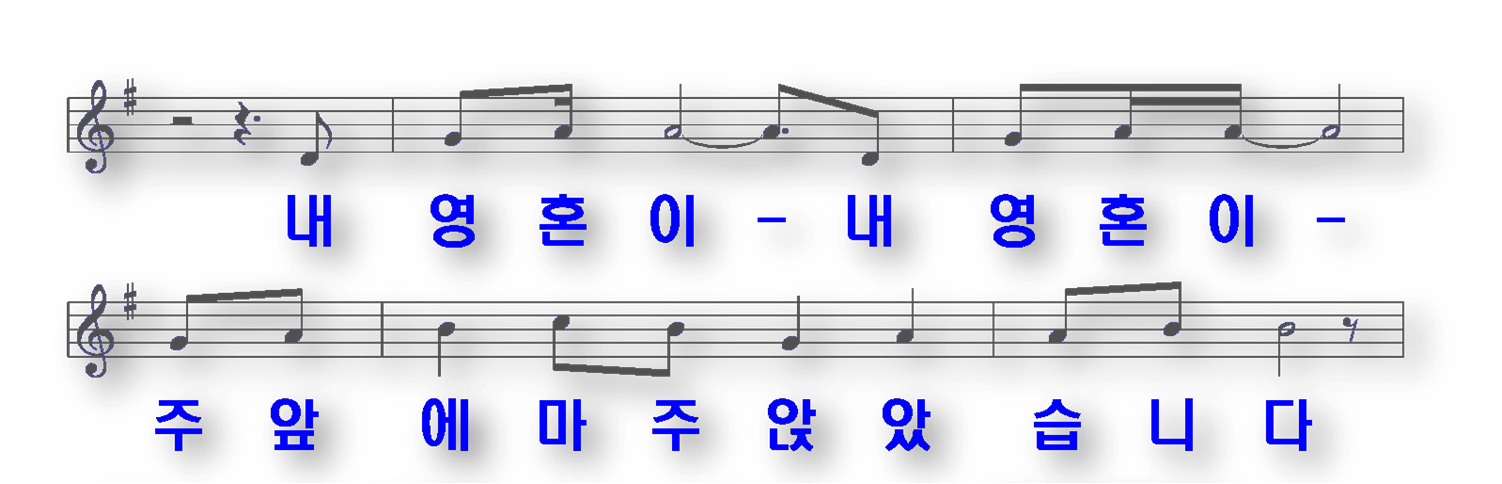 내 영 혼 이 - 내 영 혼 이 -
주 앞 에 마 주 앉 았 습 니 다